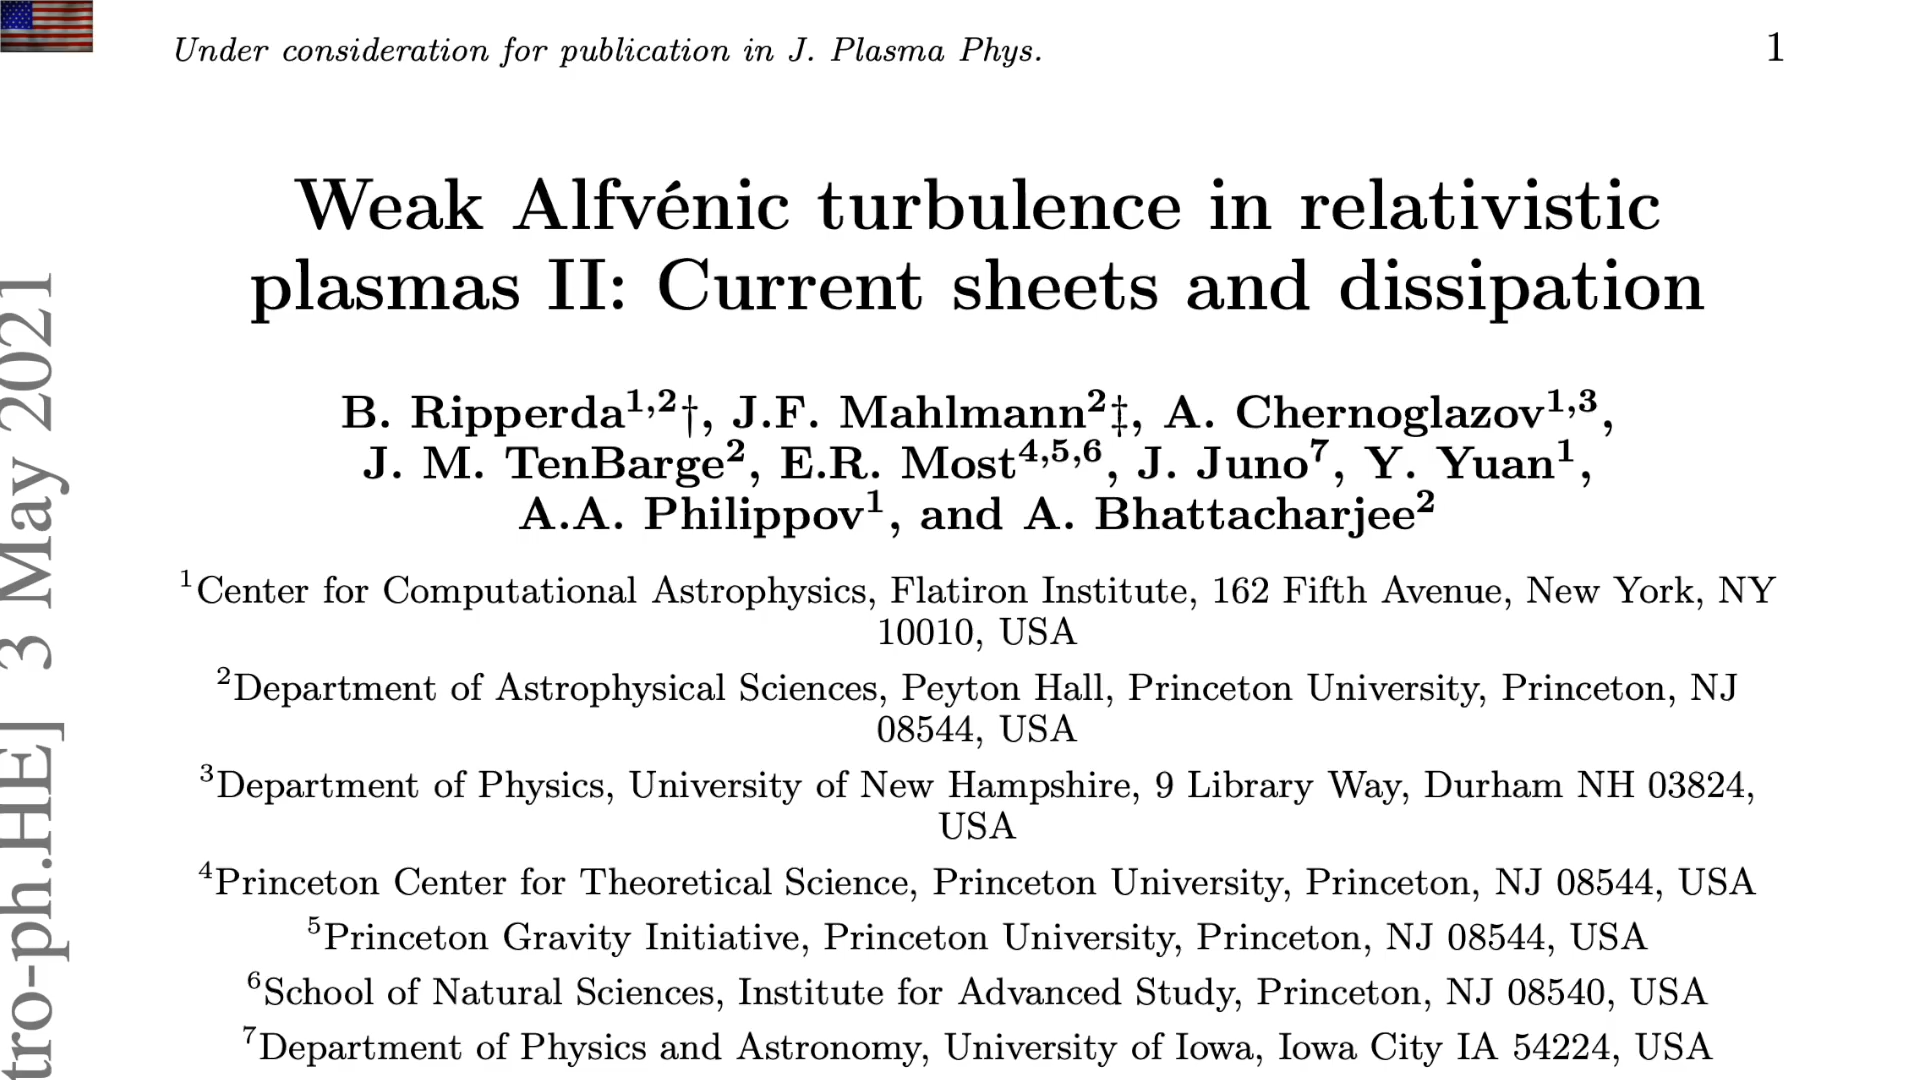 Under consideration for publication in J. Plasma Phys. 1
Weak Alfvénic turbulence in relativistic
plasmas II: Current sheets and dissipation
B. Ripperda¹,²†, J.F. Mahlmann²‡, A. Chernoglazov¹,³,
J. M. TenBarge², E.R. Most⁴,⁵,⁶, J. Juno⁷, Y. Yuan¹,
A.A. Philippov¹, and A. Bhattacharjee²
¹Center for Computational Astrophysics, Flatiron Institute, 162 Fifth Avenue, New York, NY
10010, USA
²Department of Astrophysical Sciences, Peyton Hall, Princeton University, Princeton, NJ
08544, USA
³Department of Physics, University of New Hampshire, 9 Library Way, Durham NH 03824,
USA
⁴Princeton Center for Theoretical Science, Princeton University, Princeton, NJ 08544, USA
⁵Princeton Gravity Initiative, Princeton University, Princeton, NJ 08544, USA
⁶School of Natural Sciences, Institute for Advanced Study, Princeton, NJ 08540, USA
⁷Department of Physics and Astronomy, University of Iowa, Iowa City IA 54224, USA
tro-ph.HE] 3 May 2021